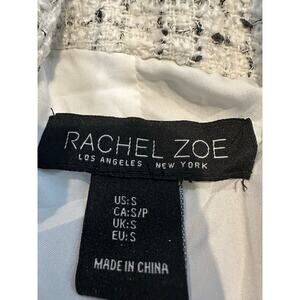 RACHEL ZOE
LOS ANGELES NEW YORK
US:S
CA:S/P
UK:S
EU:S
MADE IN CHINA